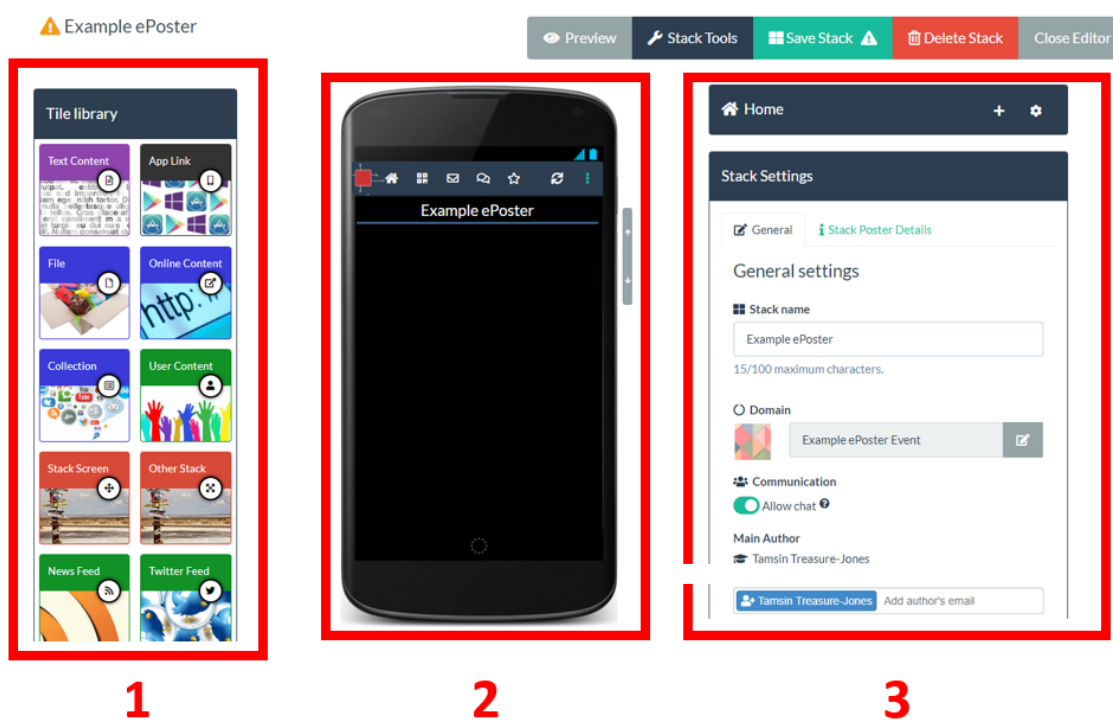 Example ePoster
Preview
Stack Tools
Save Stack
Delete Stack
Close Editor
Tile library
Text Content
App Link
File
Online Content
http:
Collection
User Content
Stack Screen
Other Stack
News Feed
Twitter Feed
Example ePoster
Home
Stack Settings
General
Stack Poster Details
General settings
Stack name
Example ePoster
15/100 maximum characters.
Domain
Example ePoster Event
Communication
Allow chat
Main Author
Tamsin Treasure-Jones
Tamsin Treasure-Jones Add author's email
1
2
3